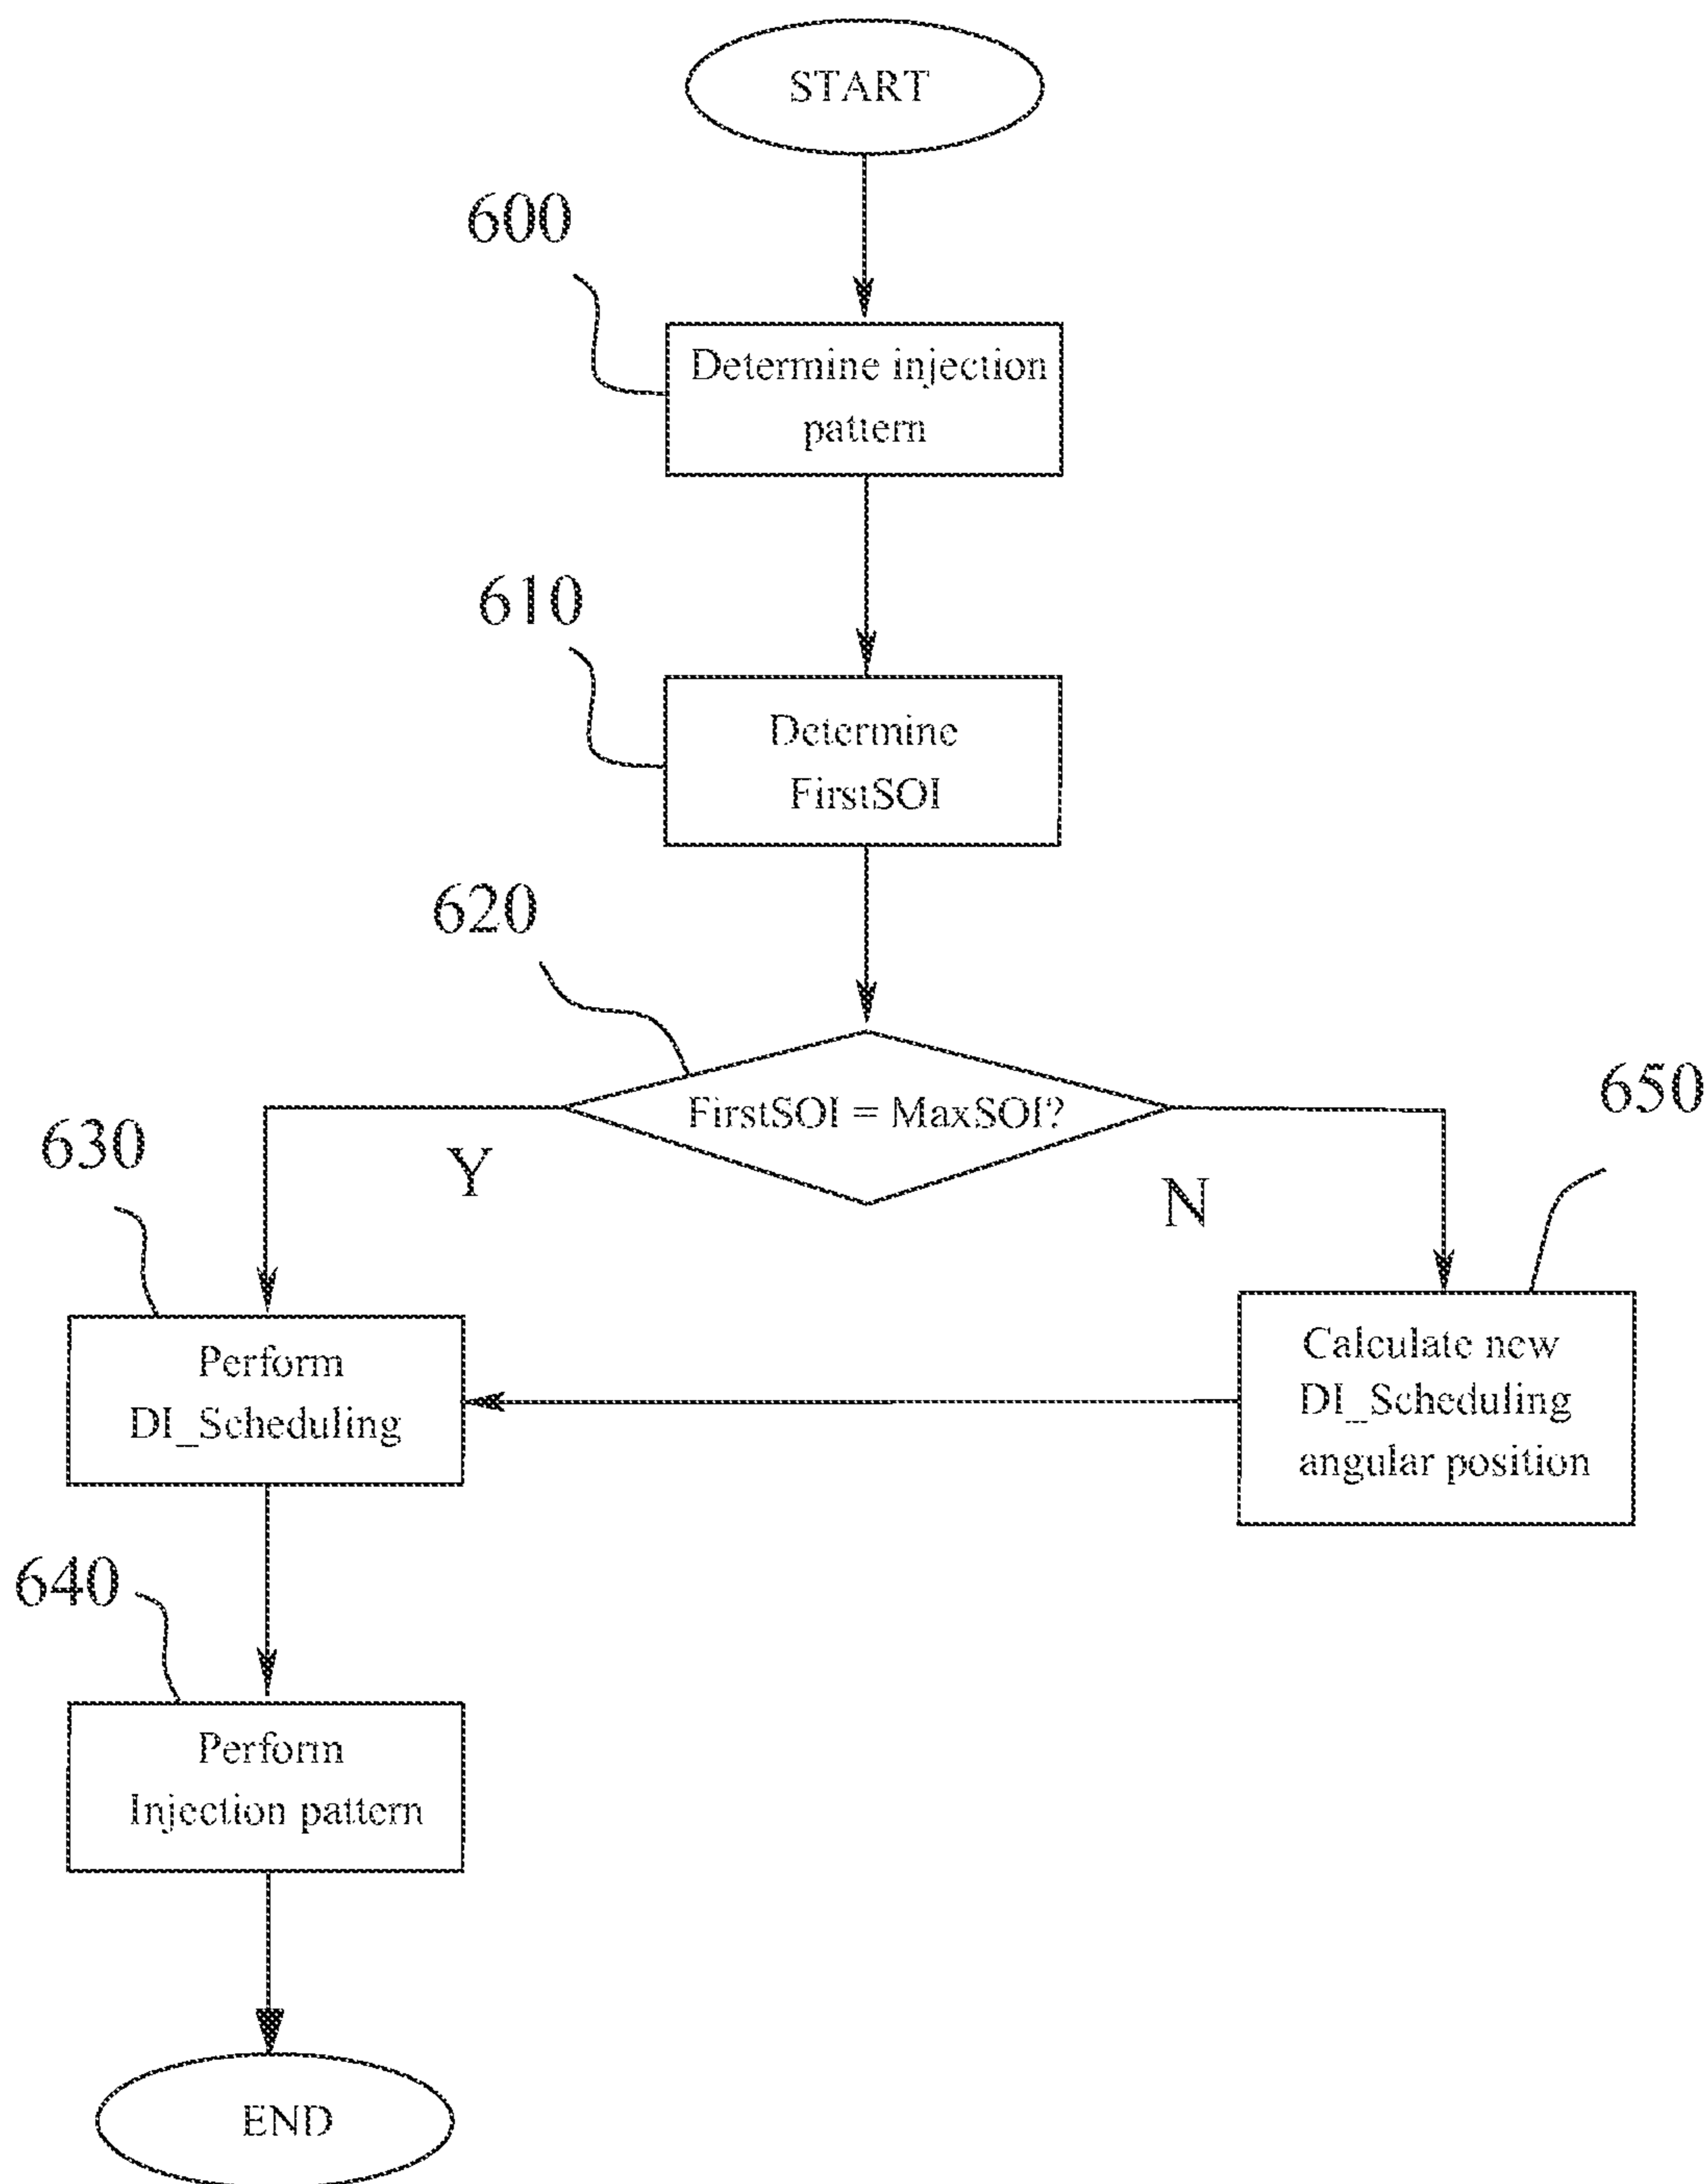 START
600
Determine injection
pattern
610
Determine
FirstSOI
620
FirstSOI = MaxSOI?
650
630
Y
N
Perform
DI_Scheduling
Calculate new
DI_Scheduling
angular position
640
Perform
Injection pattern
END